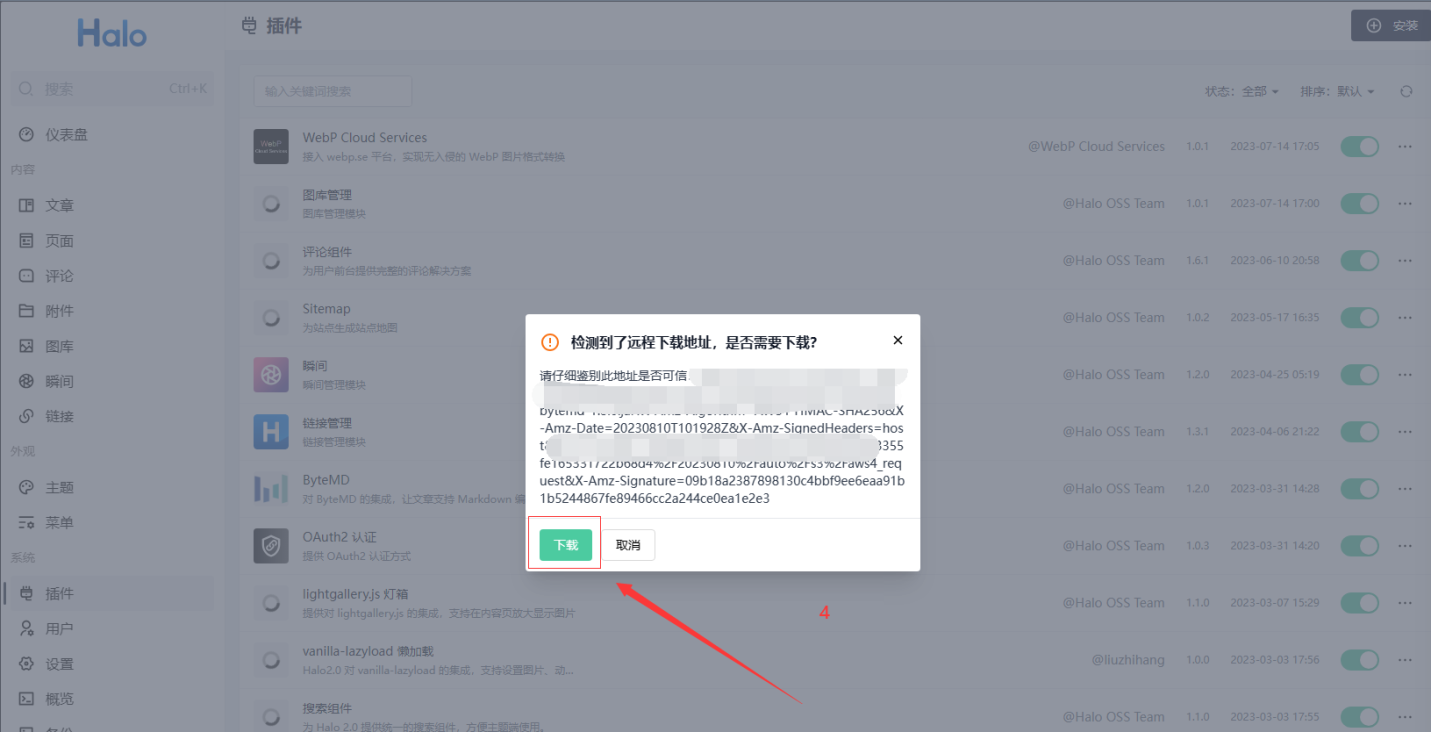 Halo
插件
安装
搜索
Ctrl+K
输入关键词搜索
状态：全部
排序：默认
仪表盘
内容
文章
页面
评论
附件
图库
瞬间
链接
外观
主题
菜单
系统
插件
用户
设置
概览
WebP Cloud Services
接入 webp.se 平台，实现无入侵的 WebP 图片格式转换
@WebP Cloud Services 1.0.1 2023-07-14 17:05
图库管理
图库管理模块
@Halo OSS Team 1.0.1 2023-07-14 17:00
评论组件
为用户前台提供完整的评论解决方案
@Halo OSS Team 1.6.1 2023-06-10 20:58
Sitemap
为站点生成站点地图
@Halo OSS Team 1.0.2 2023-05-17 16:35
瞬间
瞬间管理模块
@Halo OSS Team 1.2.0 2023-04-25 05:19
链接管理
链接管理模块
@Halo OSS Team 1.3.1 2023-04-06 21:22
ByteMD
对 ByteMD 的集成，让文章支持 Markdown 编
@Halo OSS Team 1.2.0 2023-03-31 14:28
OAuth2 认证
提供 OAuth2 认证方式
@Halo OSS Team 1.0.3 2023-03-31 14:20
lightgallery.js 灯箱
提供对 lightgallery.js 的集成，支持在内容页放大显示图片
@Halo OSS Team 1.1.0 2023-03-07 15:29
vanilla-lazyload 懒加载
Halo2.0 对 vanilla-lazyload 的集成，支持设置图片、动...
@liuzhihang 1.0.0 2023-03-03 17:56
搜索组件
为 Halo 2.0 提供统一的搜索组件，方便主题端使用。
@Halo OSS Team 1.1.0 2023-03-03 17:55
检测到了远程下载地址，是否需要下载?
请仔细鉴别此地址是否可信
-Amz-Date=20230810T101928Z&X-Amz-SignedHeaders=hos
3355
fe165331722b68d4%2F20230810%2Fauto%2Fs3%2Faws4_req
uest&X-Amz-Signature=09b18a2387898130c4bbf9ee6eaa91b
1b5244867fe89466cc2a244ce0ea1e2e3
下载
取消
4